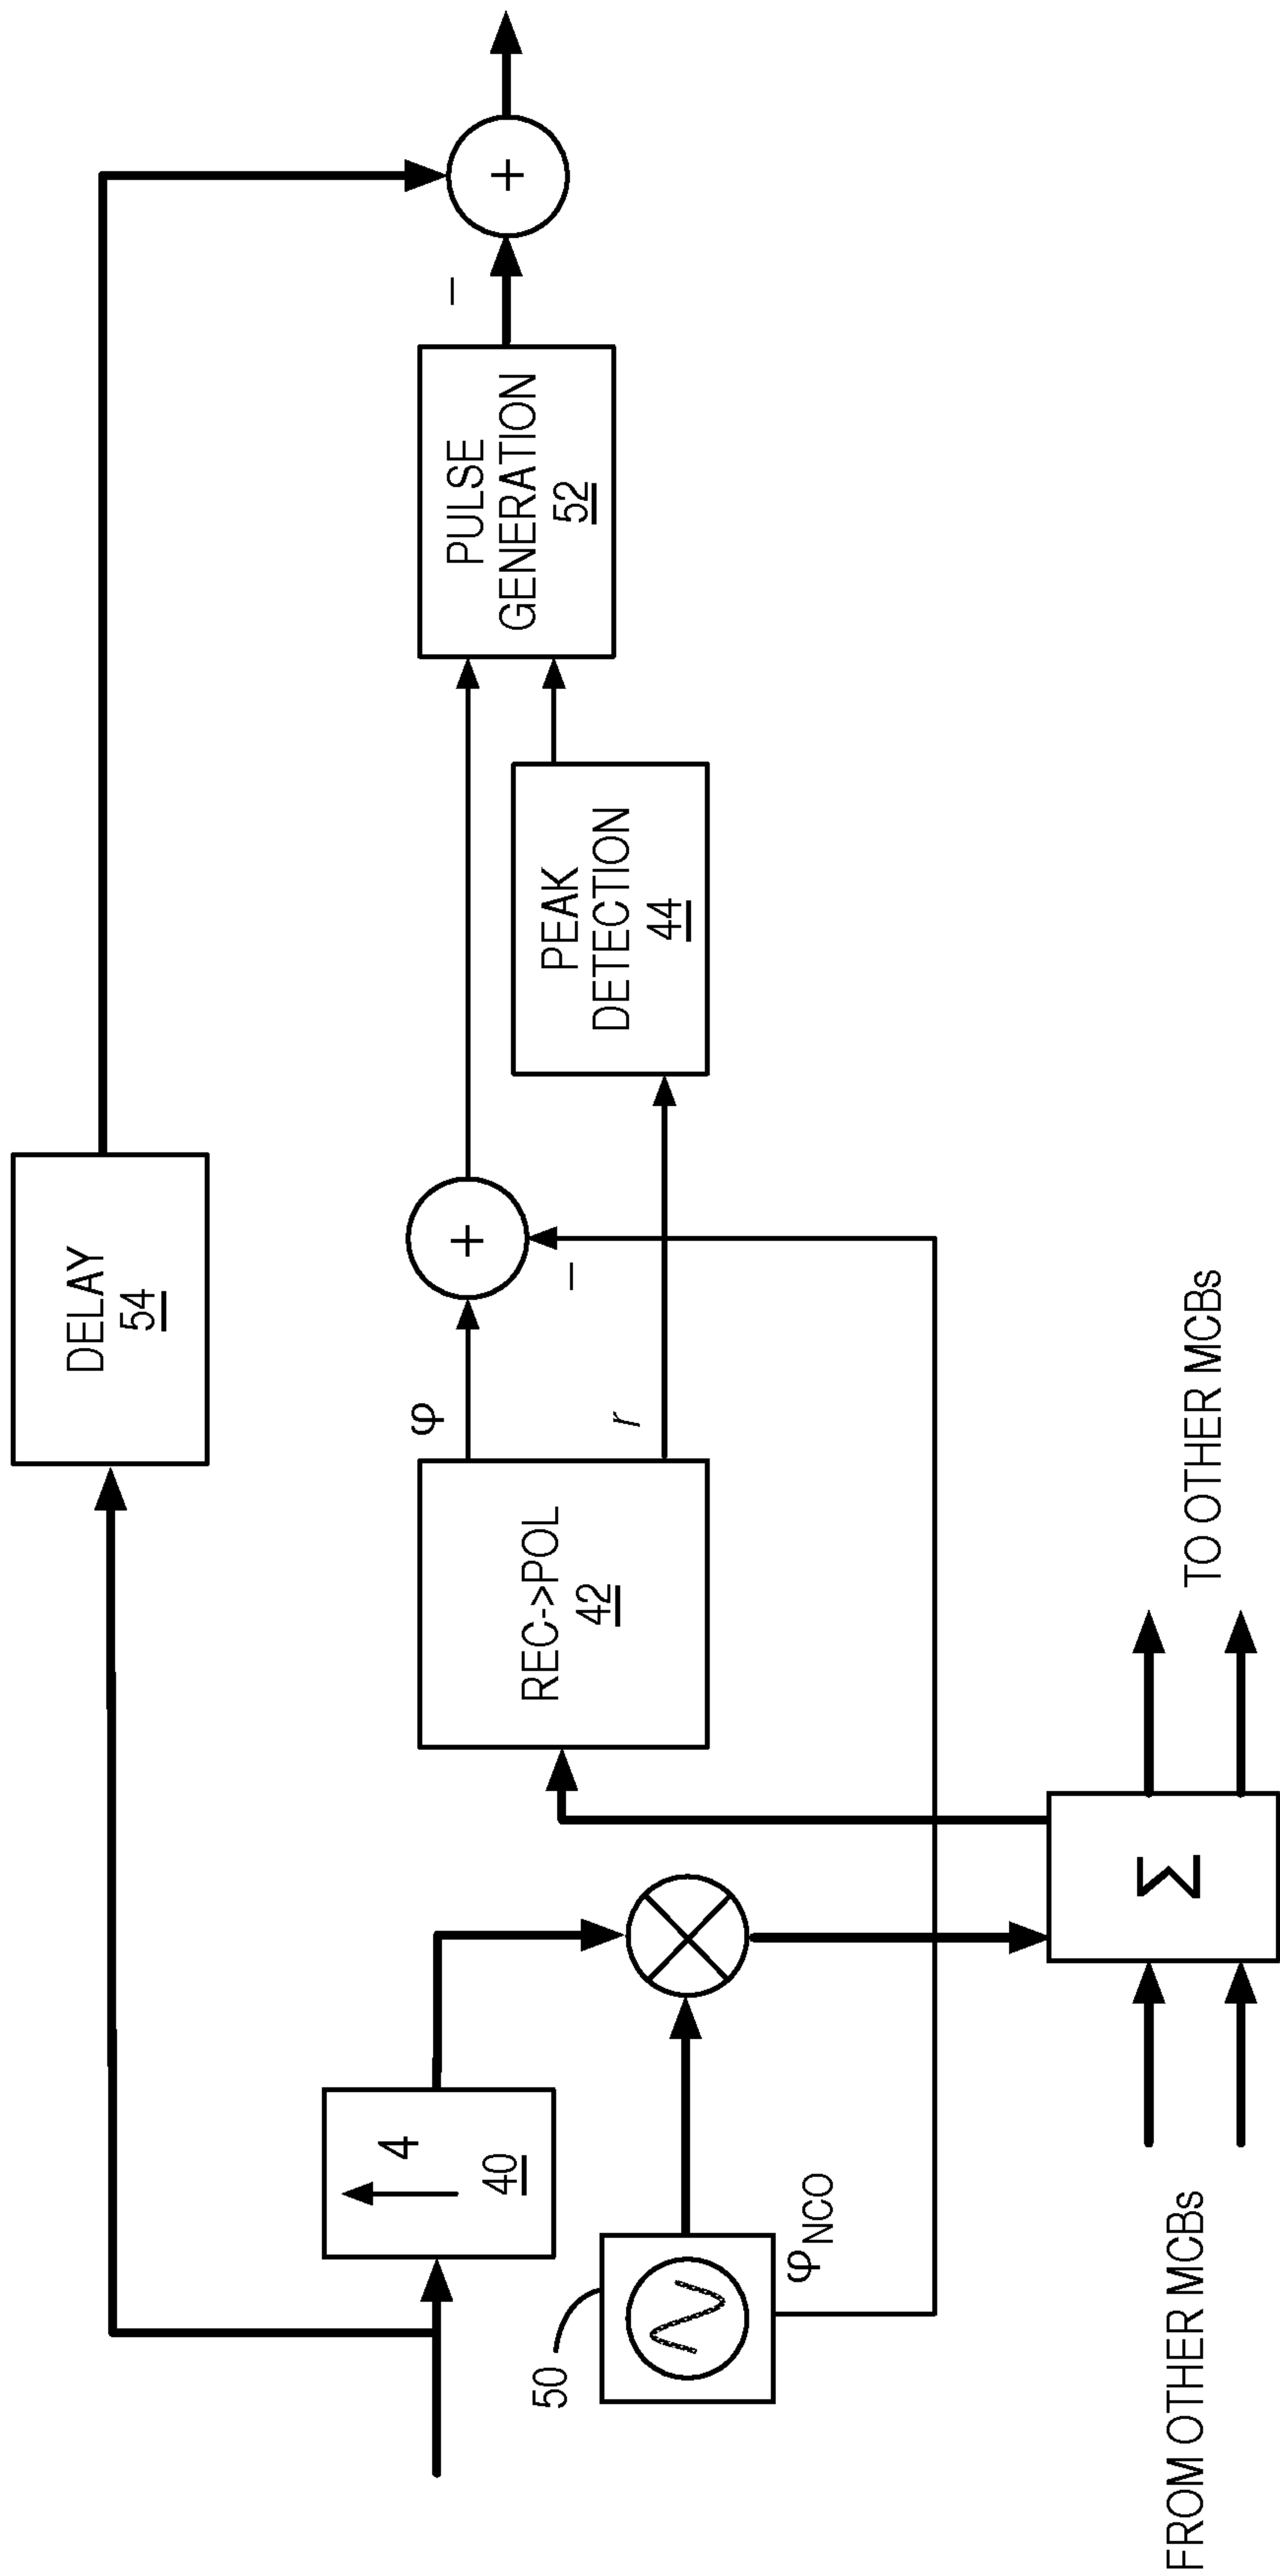 DELAY
54
4
40
50
φNCO
REC->POL
42
φ
r
+
−
PEAK
DETECTION
44
PULSE
GENERATION
52
−
+
Σ
FROM OTHER MCBs
TO OTHER MCBs